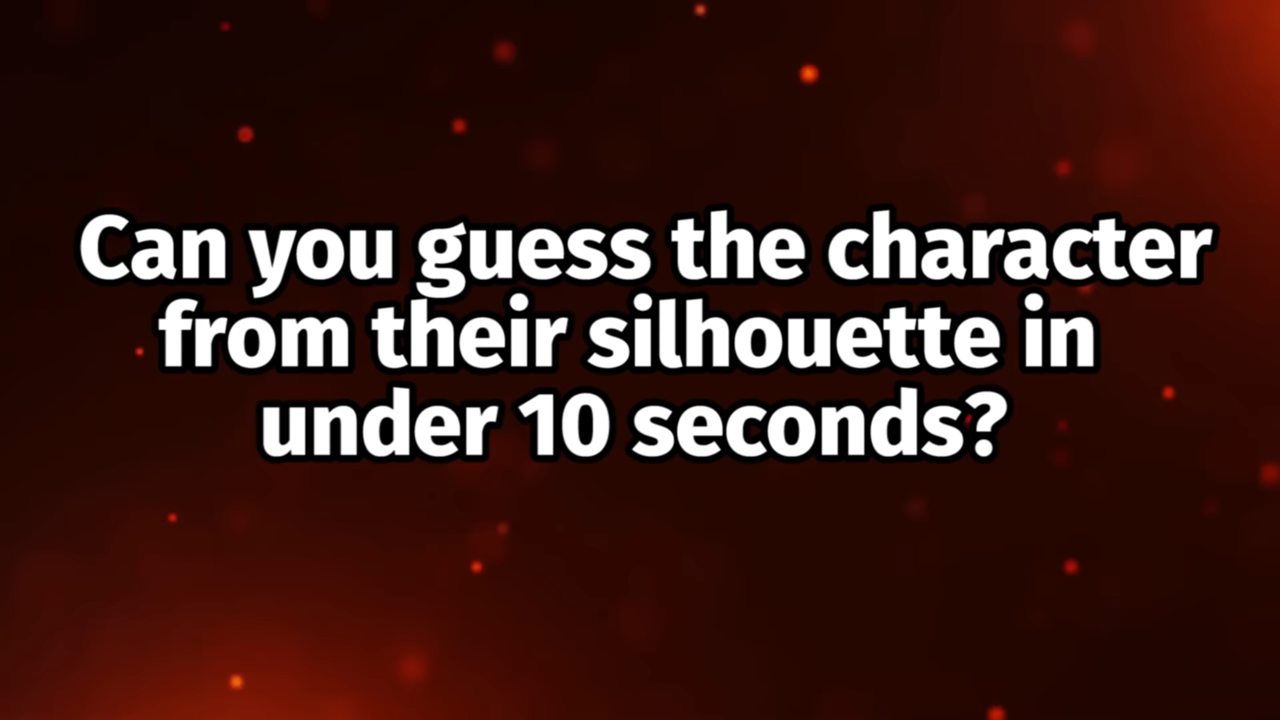 Can you guess the character
from their silhouette in
under 10 seconds?